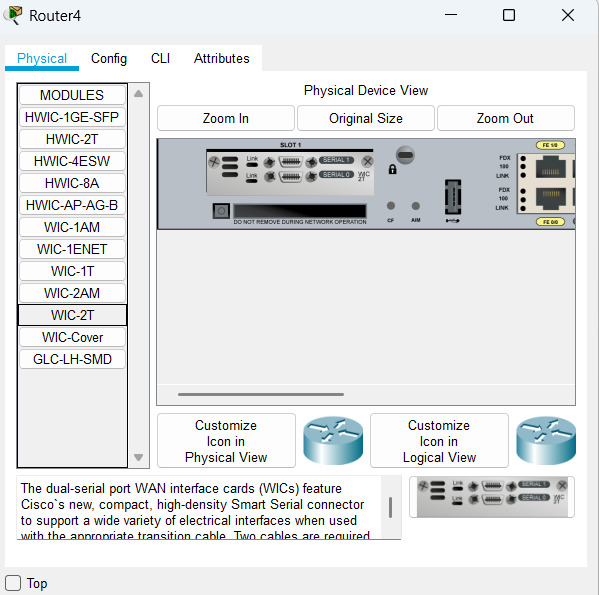 Router4
Physical Config CLI Attributes
MODULES
HWIC-1GE-SFP
HWIC-2T
HWIC-4ESW
HWIC-8A
HWIC-AP-AG-B
WIC-1AM
WIC-1ENET
WIC-1T
WIC-2AM
WIC-2T
WIC-Cover
GLC-LH-SMD
Physical Device View
Zoom In Original Size Zoom Out
SLOT 1
Link SERIAL 1
Link SERIAL 0 WIC
2T
DO NOT REMOVE DURING NETWORK OPERATION
CF AIM
FE 1/0
FDX
100
LINK
FDX
100
LINK
FE 0/0
Customize
Icon in
Physical View
Customize
Icon in
Logical View
The dual-serial port WAN interface cards (WICs) feature
Cisco`s new, compact, high-density Smart Serial connector
to support a wide variety of electrical interfaces when used
with the appropriate transition cable. Two cables are required
Link SERIAL 1
Link SERIAL 0 WIC
2T
Top